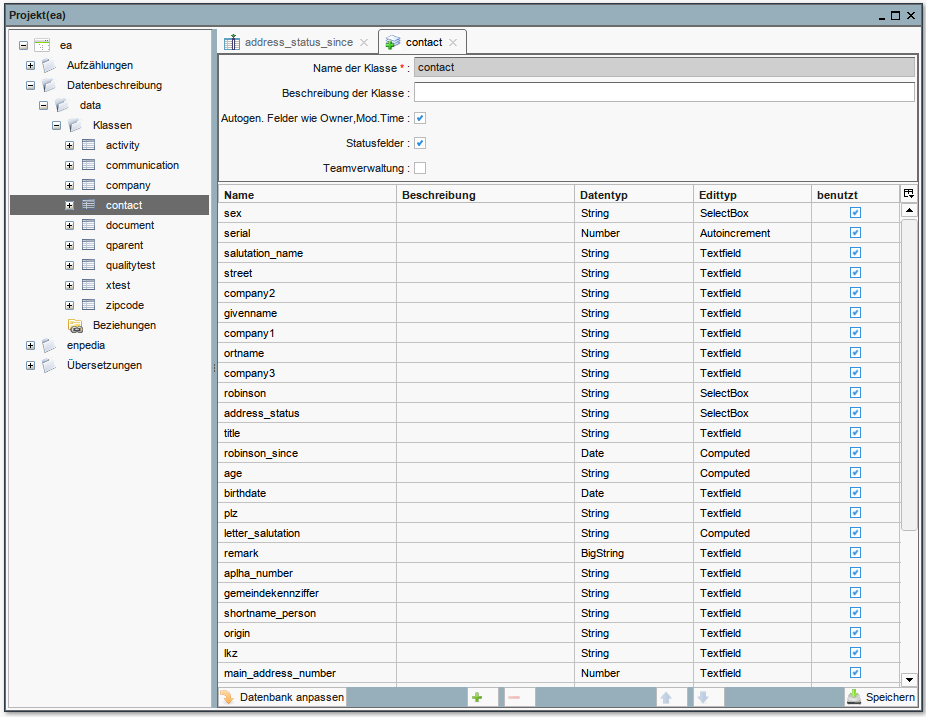 Projekt(ea)
ea
Aufzählungen
Datenbeschreibung
data
Klassen
activity
communication
company
contact
document
qparent
qualitytest
xtest
zipcode
Beziehungen
enpedia
Übersetzungen
address_status_since
contact
Name der Klasse * : contact
Beschreibung der Klasse :
Autogen. Felder wie Owner,Mod.Time :
Statusfelder :
Teamverwaltung :
Name Beschreibung Datentyp Edittyp benutzt
sex String SelectBox
serial Number Autoincrement
salutation_name String Textfield
street String Textfield
company2 String Textfield
givenname String Textfield
company1 String Textfield
ortname String Textfield
company3 String Textfield
robinson String SelectBox
address_status String SelectBox
title String Textfield
robinson_since Date Computed
age String Computed
birthdate Date Textfield
plz String Textfield
letter_salutation String Computed
remark BigString Textfield
aplha_number String Textfield
gemeindekennziffer String Textfield
shortname_person String Textfield
origin String Textfield
lkz String Textfield
main_address_number Number Textfield
Datenbank anpassen Speichern